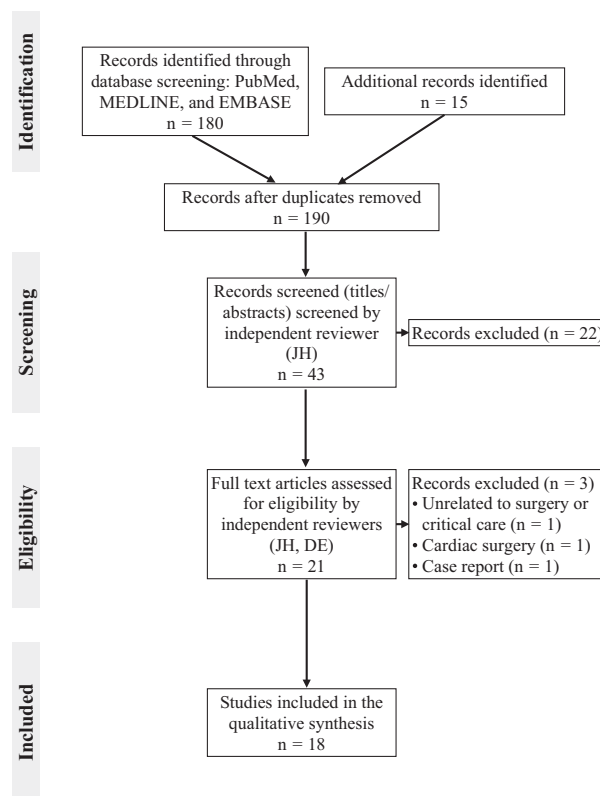 Identification
Records identified through
database screening: PubMed,
MEDLINE, and EMBASE
n = 180
Additional records identified
n = 15
Records after duplicates removed
n = 190
Screening
Records screened (titles/
abstracts) screened by
independent reviewer
(JH)
n = 43
Records excluded (n = 22)
Eligibility
Full text articles assessed
for eligibility by
independent reviewers
(JH, DE)
n = 21
Records excluded (n = 3)
• Unrelated to surgery or
critical care (n = 1)
• Cardiac surgery (n = 1)
• Case report (n = 1)
Included
Studies included in the
qualitative synthesis
n = 18